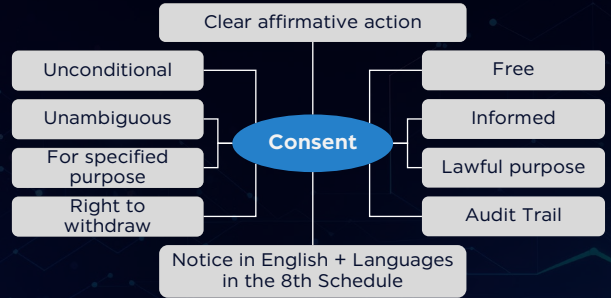 Clear affirmative action
Unconditional
Free
Unambiguous
Informed
Consent
For specified
purpose
Lawful purpose
Right to
withdraw
Audit Trail
Notice in English + Languages
in the 8th Schedule